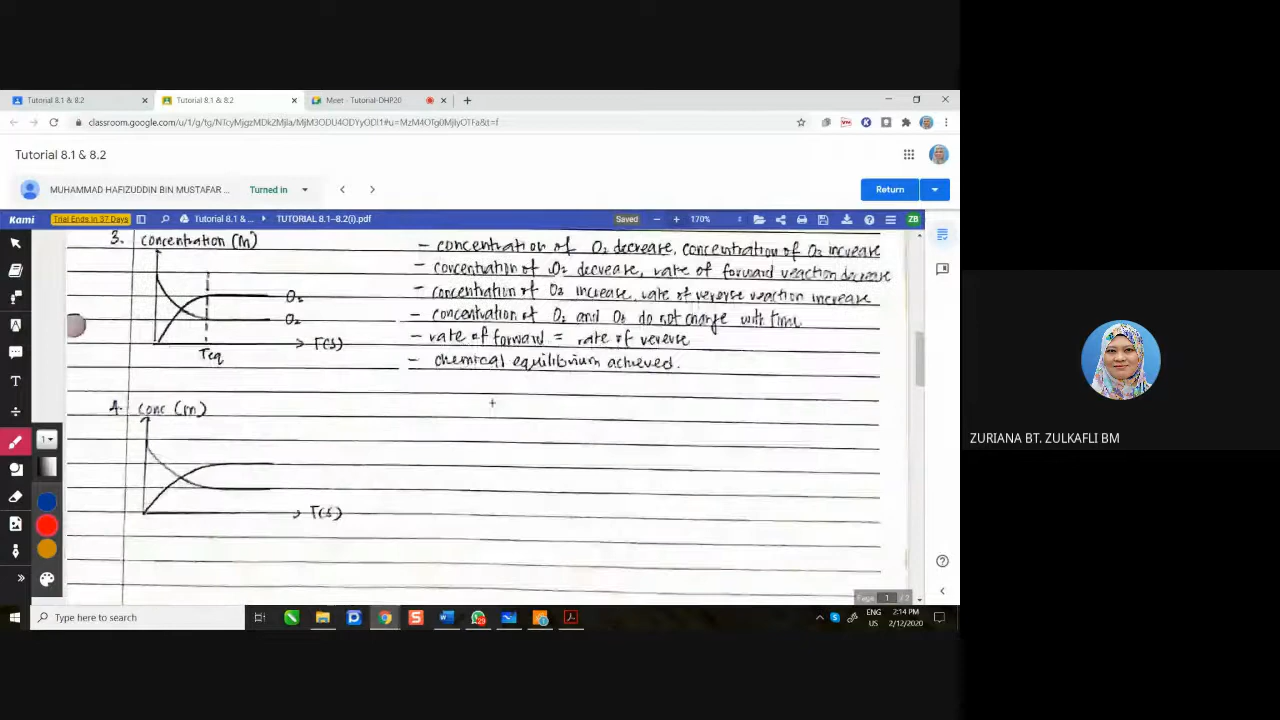 Tutorial 8.1 & 8.2
Tutorial 8.1 & 8.2
Meet - Tutorial-DHP20
Tutorial 8.1 & 8.2
MUHAMMAD HAFIZUDDIN BIN MUSTAFAR ...
Turned in
Return
Kami
Trial Ends In 37 Days
Tutorial 8.1 & ...
TUTORIAL 8.1–8.2(i).pdf
Saved
170%
ZB
3. Concentration (M)
O₃
O₂
T(s)
Teq
- concentration of O₂ decrease, concentration of O₃ increase
- concentration of O₂ decrease, rate of forward reaction decrease
- concentration of O₃ increase, rate of reverse reaction increase
- concentration of O₂ and O₃ do not change with time
- rate of forward = rate of reverse
- chemical equilibrium achieved.
4. Conc (M)
T(s)
Page 1 / 2
Type here to search
ENG
US
2:14 PM
2/12/2020
ZURIANA BT. ZULKAFLI BM